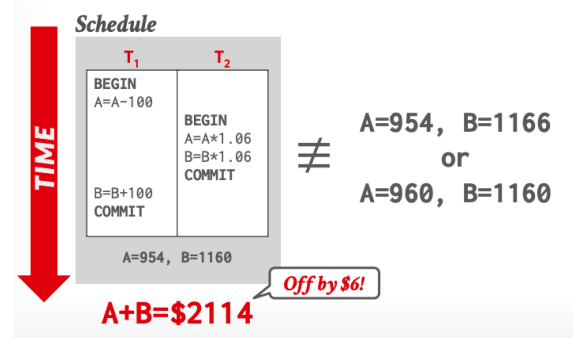 Schedule
T1 T2
BEGIN
A=A-100
BEGIN
A=A*1.06
B=B*1.06
COMMIT
B=B+100
COMMIT
A=954, B=1160
TIME
≢
A=954, B=1166
or
A=960, B=1160
Off by $6!
A+B=$2114